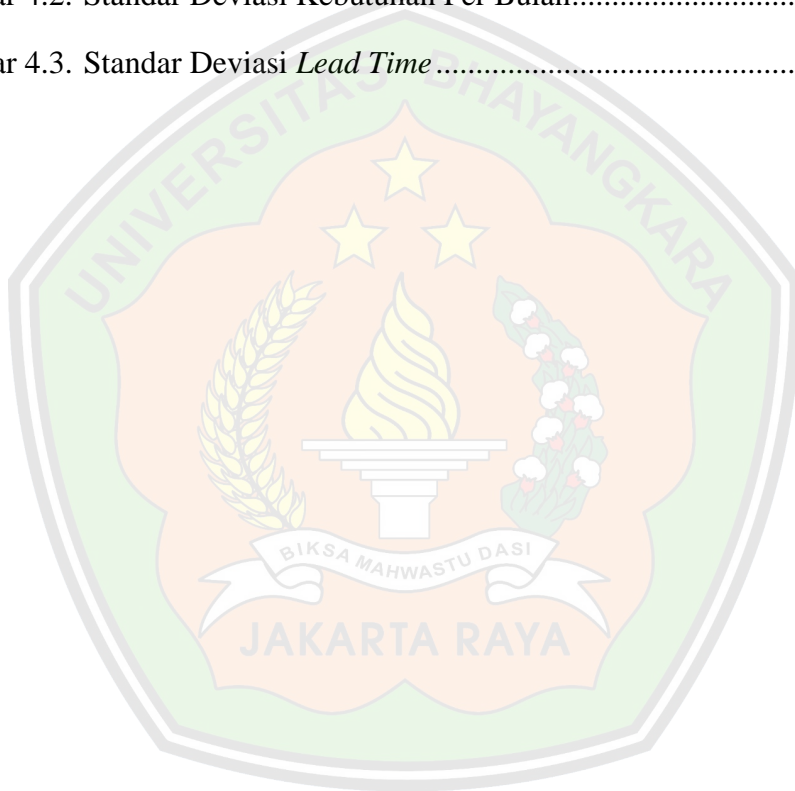 ar 4.2. Standar Deviasi Kebutuhan Per Bulan.............................
ar 4.3. Standar Deviasi Lead Time.............................................
UNIVERSITAS BHAYANGKARA
BIKSA MAHWASTU DASI
JAKARTA RAYA